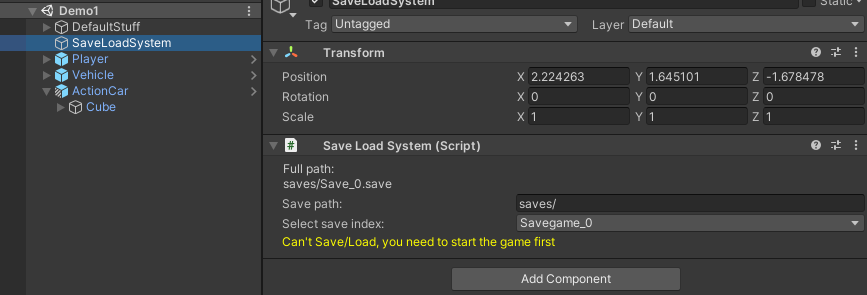 Demo1
DefaultStuff
SaveLoadSystem
Player
Vehicle
ActionCar
Cube
SaveLoadSystem Static
Tag Untagged Layer Default
Transform
Position X 2.224263 Y 1.645101 Z -1.678478
Rotation X 0 Y 0 Z 0
Scale X 1 Y 1 Z 1
# Save Load System (Script)
Full path:
saves/Save_0.save
Save path: saves/
Select save index: Savegame_0
Can't Save/Load, you need to start the game first
Add Component